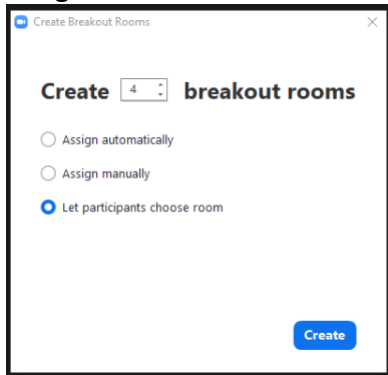 Create Breakout Rooms
Create 4 breakout rooms
Assign automatically
Assign manually
Let participants choose room
Create